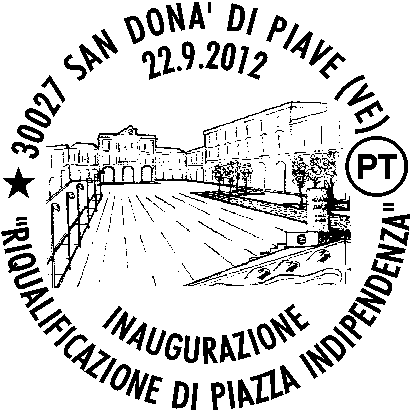 ★ 30027 SAN DONA' DI PIAVE (VE)
22.9.2012
PT
INAUGURAZIONE
"RIQUALIFICAZIONE DI PIAZZA INDIPENDENZA"